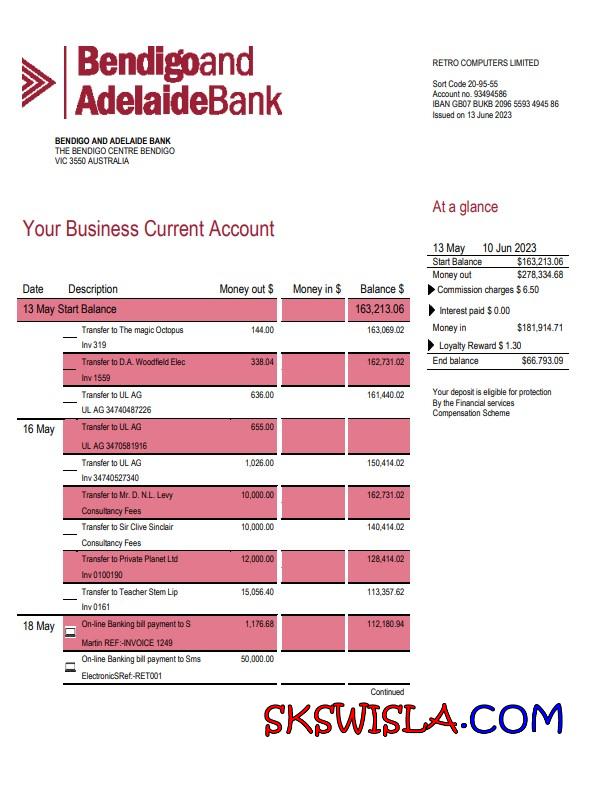 Bendigoand
AdelaideBank
RETRO COMPUTERS LIMITED
Sort Code 20-95-55
Account no. 93494586
IBAN GB07 BUKB 2096 5593 4945 86
Issued on 13 June 2023
BENDIGO AND ADELAIDE BANK
THE BENDIGO CENTRE BENDIGO
VIC 3550 AUSTRALIA
Your Business Current Account
At a glance
13 May 10 Jun 2023
Start Balance $163,213.06
Money out $278,334.68
Commission charges $ 6.50
Interest paid $ 0.00
Money in $181,914.71
Loyalty Reward $ 1.30
End balance $66.793.09
Your deposit is eligible for protection
By the Financial services
Compensation Scheme
Date Description Money out $ Money in $ Balance $
13 May Start Balance 163,213.06
Transfer to The magic Octopus 144.00 163,069.02
Inv 319
Transfer to D.A. Woodfield Elec 338.04 162,731.02
Inv 1559
Transfer to UL AG 636.00 161,440.02
UL AG 34740487226
16 May Transfer to UL AG 655.00
UL AG 3470581916
Transfer to UL AG 1,026.00 150,414.02
Inv 34740527340
Transfer to Mr. D. N.L. Levy 10,000.00 162,731.02
Consultancy Fees
Transfer to Sir Clive Sinclair 10,000.00 140,414.02
Consultancy Fees
Transfer to Private Planet Ltd 12,000.00 128,414.02
Inv 0100190
Transfer to Teacher Stem Lip 15,056.40 113,357.62
Inv 0161
18 May On-line Banking bill payment to S 1,176.68 112,180.94
Martin REF:-INVOICE 1249
On-line Banking bill payment to Sms 50,000.00
ElectronicSRef:-RET001
Continued
SKSWISLA.COM